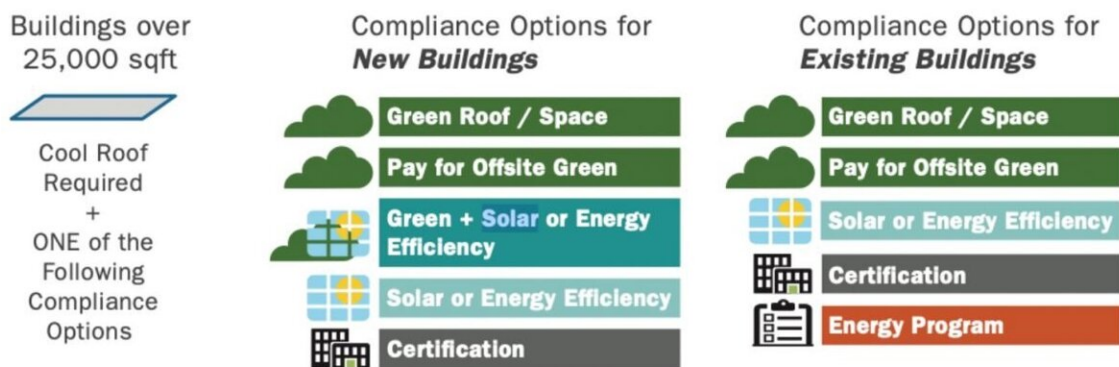 Buildings over
25,000 sqft
Cool Roof
Required
+
ONE of the
Following
Compliance
Options
Compliance Options for
New Buildings
Green Roof / Space
Pay for Offsite Green
Green + Solar or Energy
Efficiency
Solar or Energy Efficiency
Certification
Compliance Options for
Existing Buildings
Green Roof / Space
Pay for Offsite Green
Solar or Energy Efficiency
Certification
Energy Program